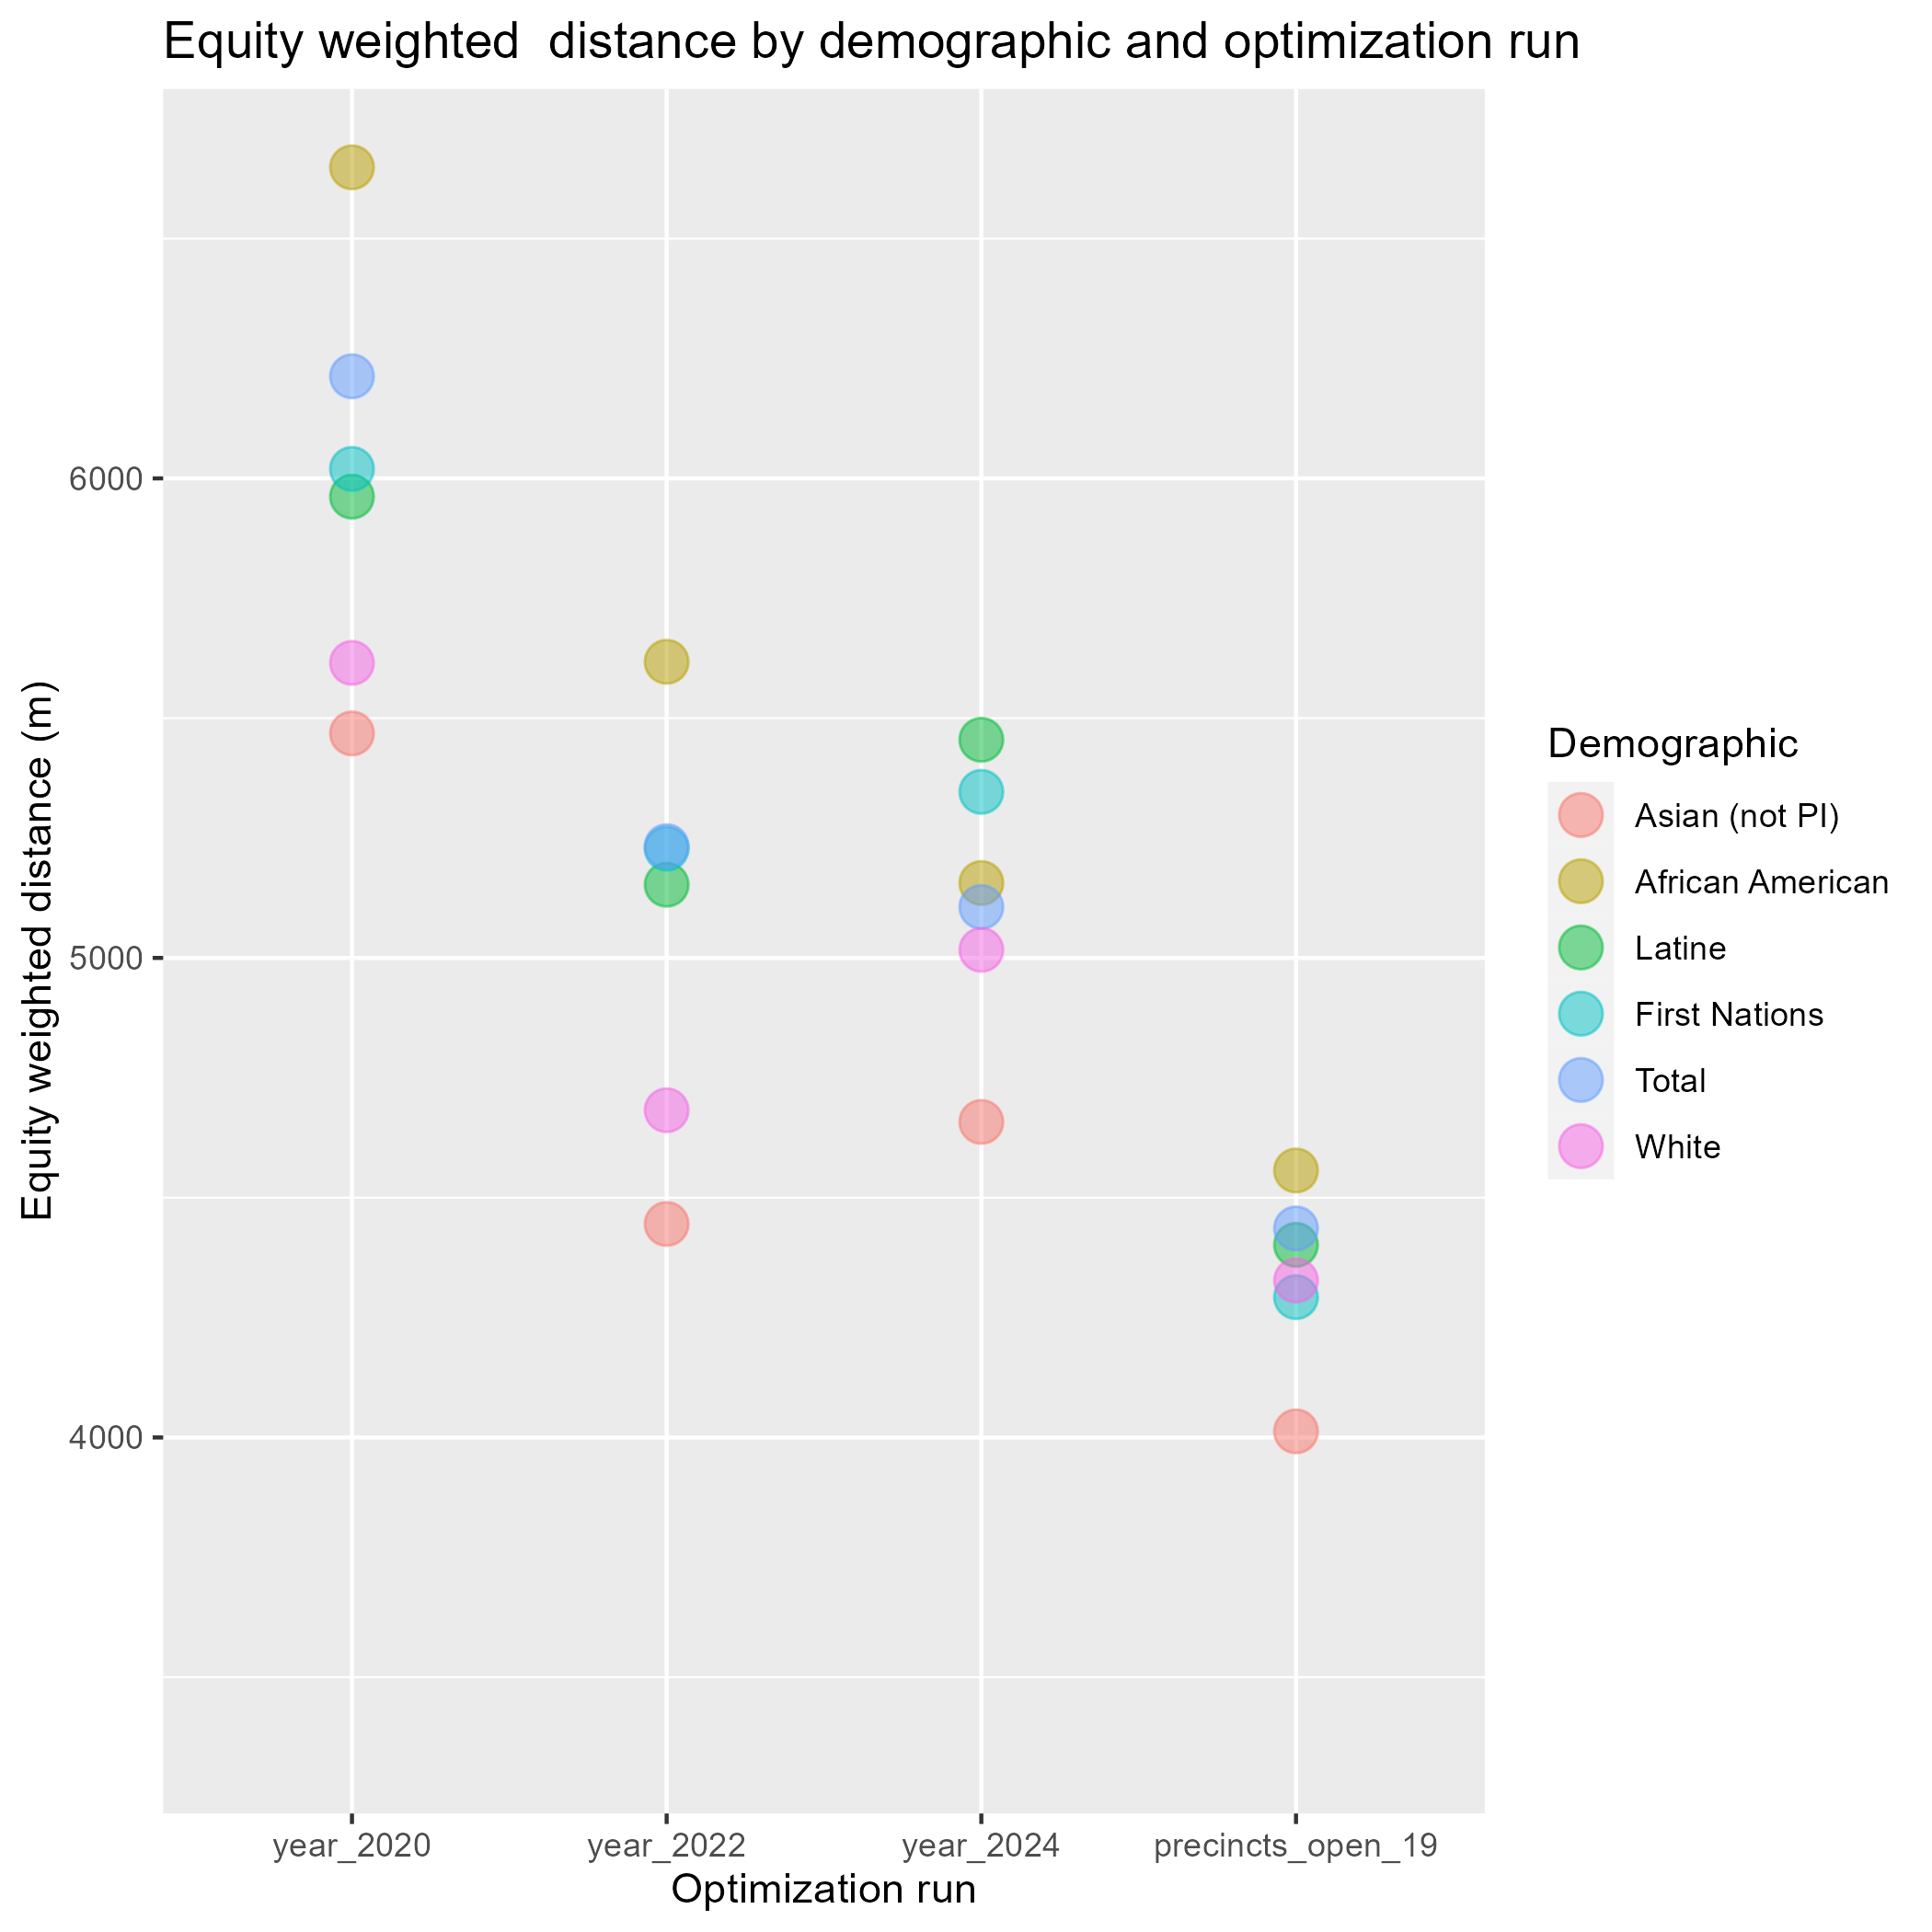 Equity weighted  distance by demographic and optimization run
Equity weighted distance (m)
6000
5000
4000
year_2020
year_2022
year_2024
precincts_open_19
Optimization run
Demographic
Asian (not PI)
African American
Latine
First Nations
Total
White